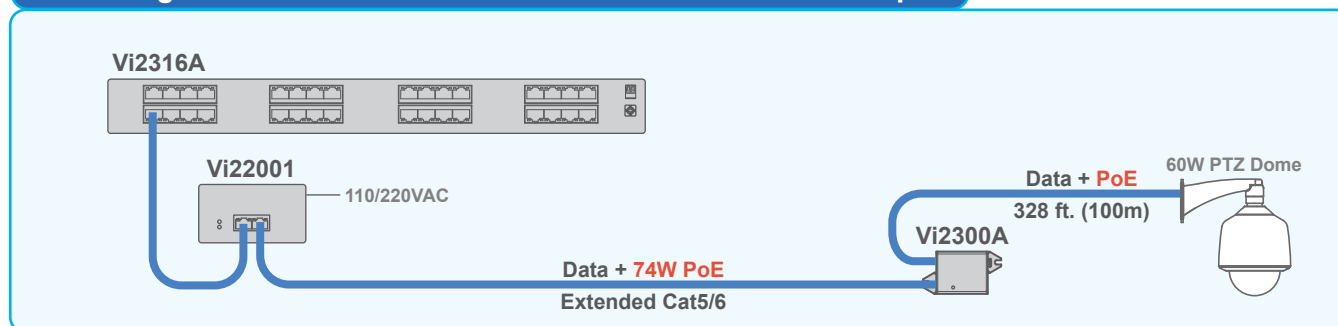 Vi2316A
Vi22001
110/220VAC
Data + 74W PoE
Extended Cat5/6
Vi2300A
Data + PoE
328 ft. (100m)
60W PTZ Dome